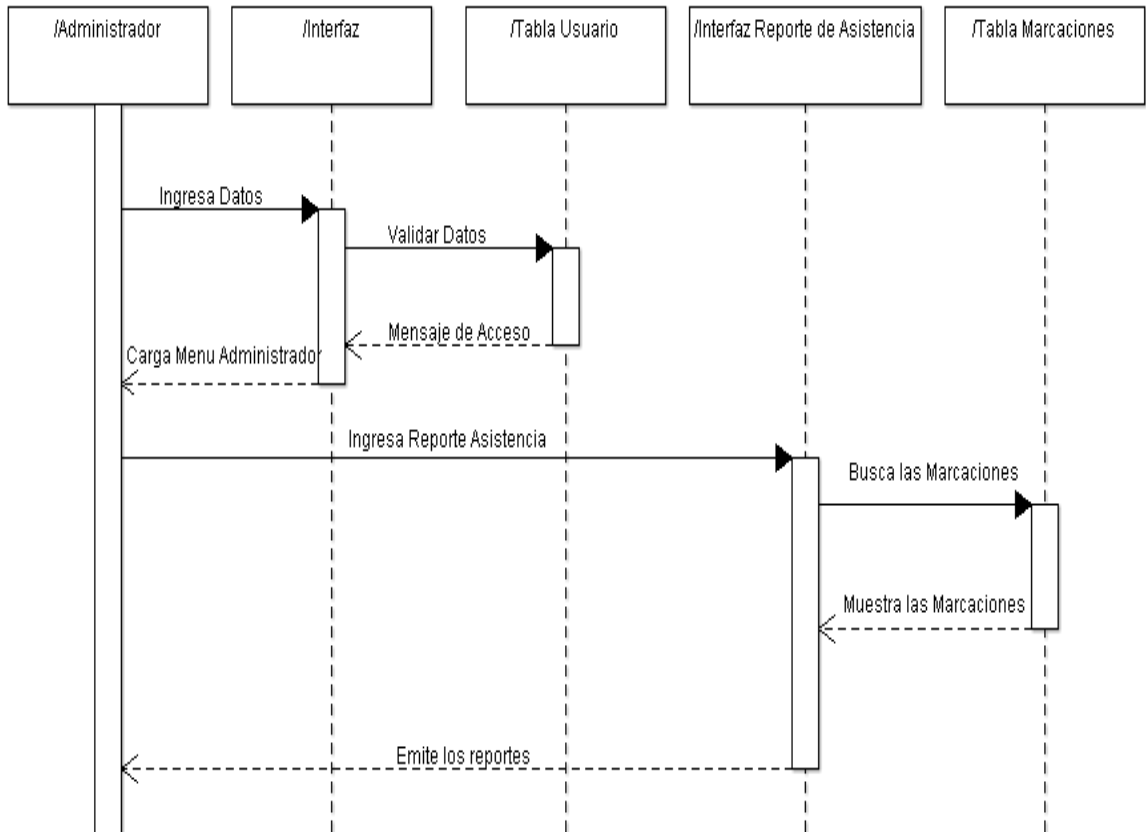 /Administrador
/Interfaz
/Tabla Usuario
/Interfaz Reporte de Asistencia
/Tabla Marcaciones
Ingresa Datos
Validar Datos
Mensaje de Acceso
Carga Menu Administrador
Ingresa Reporte Asistencia
Busca las Marcaciones
Muestra las Marcaciones
Emite los reportes